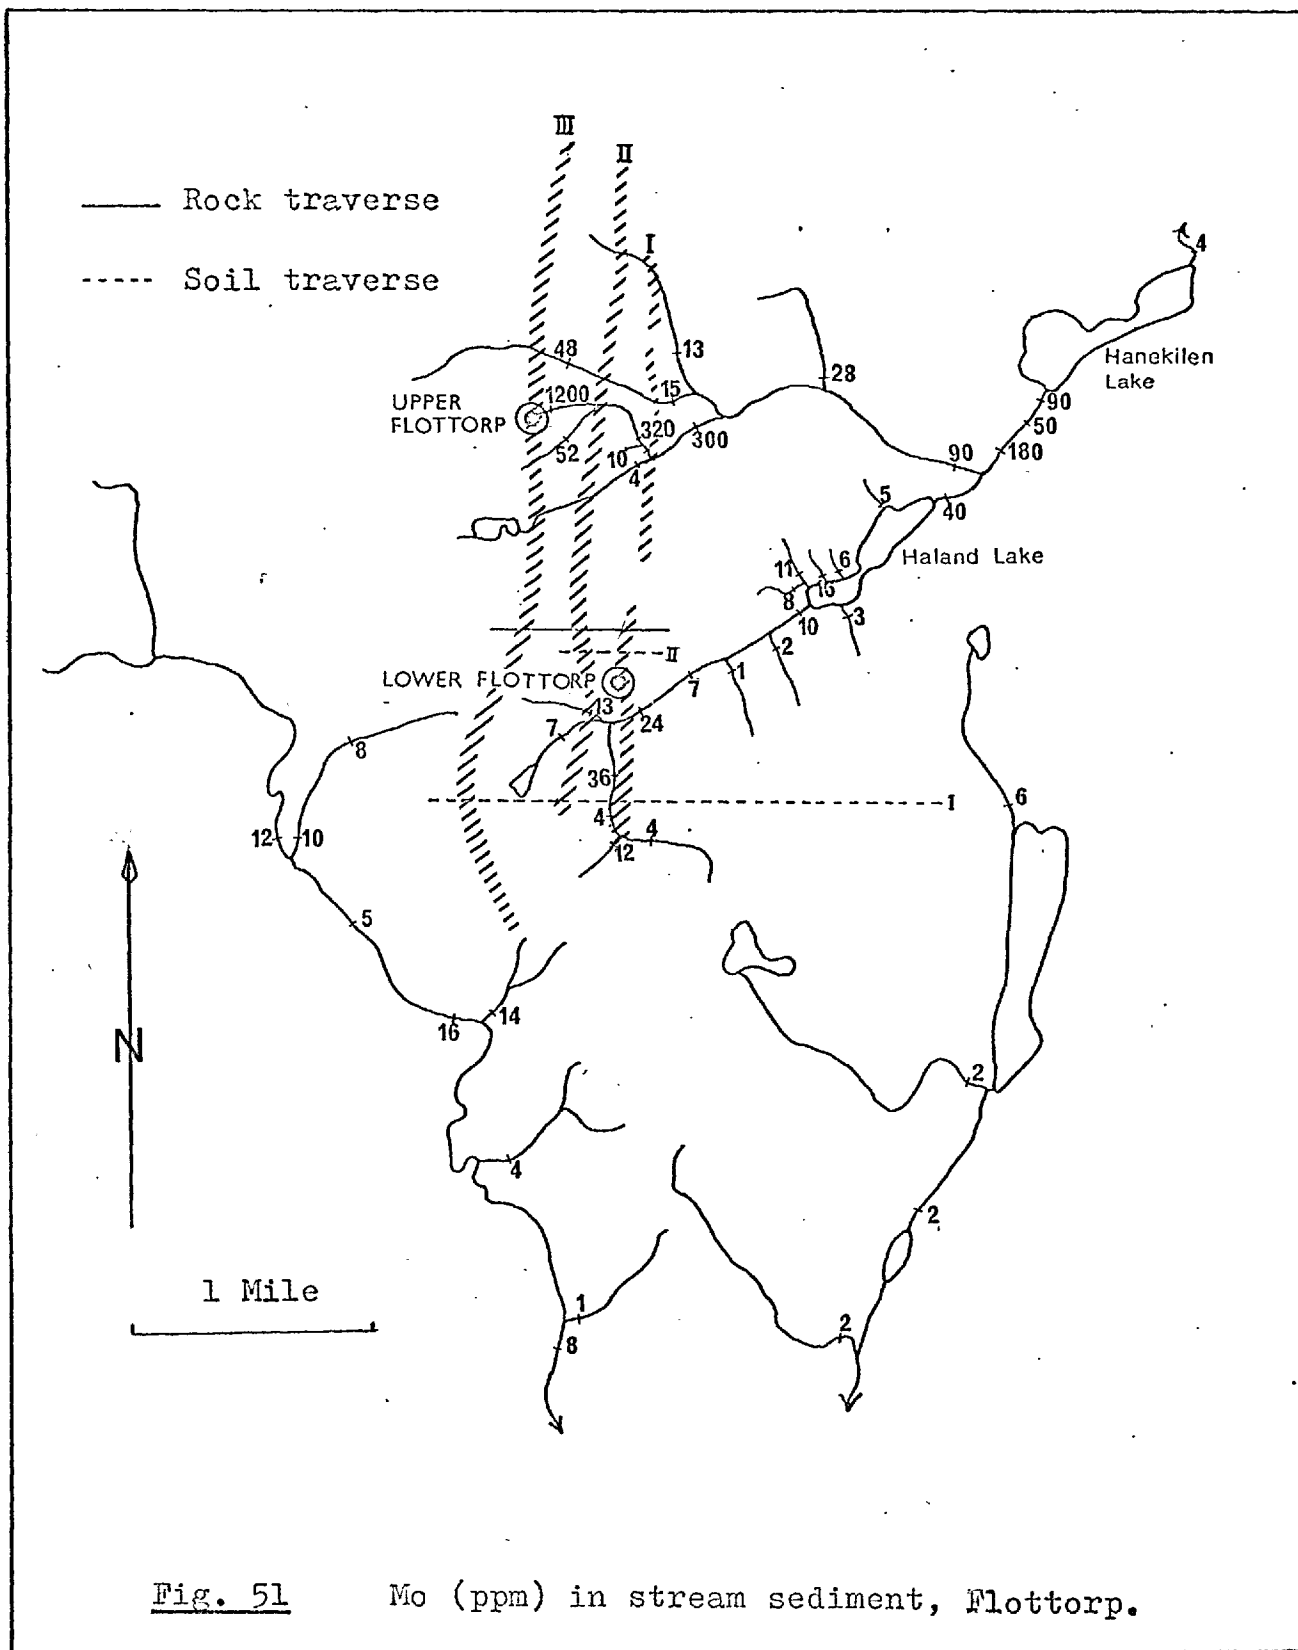 III
II
Rock traverse
I
4
Soil traverse
48
13
Hanekilen
Lake
28
UPPER
FLOTTORP
1200
15
90
50
320
300
52
10
4
90
180
5
40
Haland Lake
11
6
16
8
10
3
2
II
1
LOWER FLOTTORP
7
13
24
7
8
36
I
6
4
4
12
12
10
5
16
14
N
2
4
2
1 Mile
1
2
8
Fig. 51 Mo (ppm) in stream sediment, Flottorp.